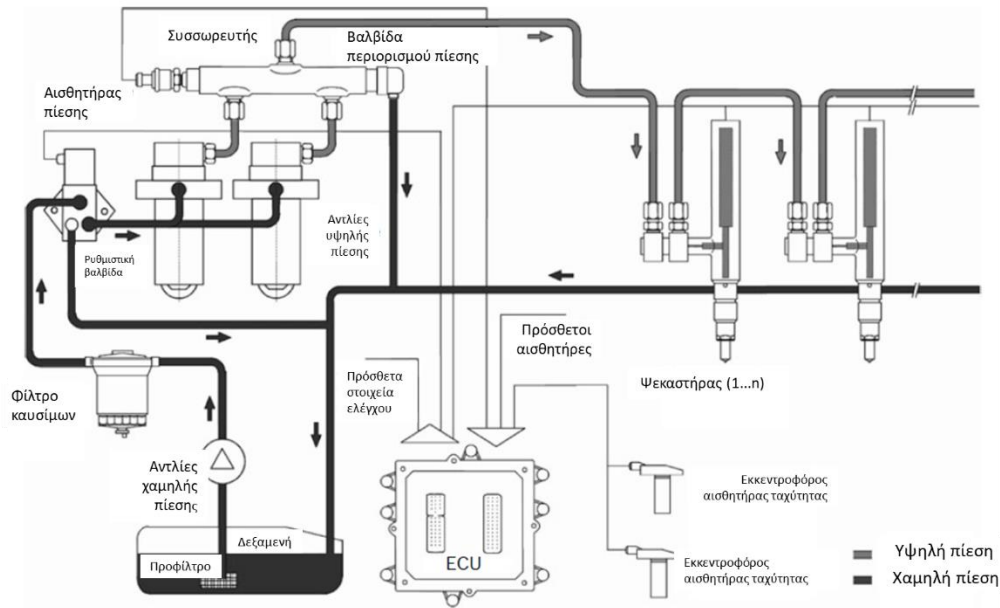 Συσσωρευτής
Βαλβίδα
περιορισμού πίεσης
Αισθητήρας
πίεσης
Αντλίες
υψηλής
πίεσης
Ρυθμιστική
βαλβίδα
Πρόσθετοι
αισθητήρες
Πρόσθετα
στοιχεία
ελέγχου
Ψεκαστήρας (1...n)
Φίλτρο
καυσίμων
Αντλίες
χαμηλής
πίεσης
Εκκεντροφόρος
αισθητήρας ταχύτητας
Δεξαμενή
Προφίλτρο
ECU
Εκκεντροφόρος
αισθητήρας ταχύτητας
Υψηλή πίεση
Χαμηλή πίεση